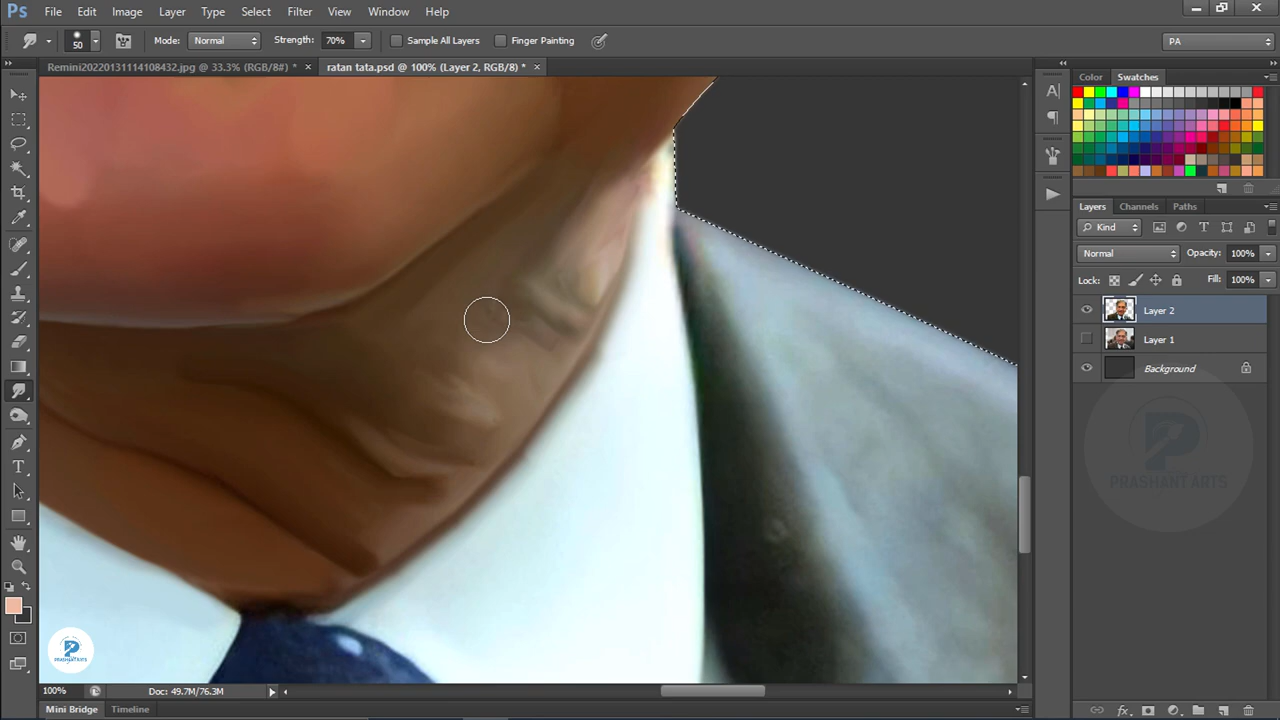 Ps File Edit Image Layer Type Select Filter View Window Help
50 Mode: Normal Strength: 70% Sample All Layers Finger Painting PA
Remini20220131114108432.jpg @ 33.3% (RGB/8#) * × ratan tata.psd @ 100% (Layer 2, RGB/8) * ×
Color Swatches
Layers Channels Paths
Kind
Normal Opacity: 100%
Lock: Fill: 100%
Layer 2
Layer 1
Background
PRASHANT ARTS
PRASHANT ARTS
100% Doc: 49.7M/76.3M
Mini Bridge Timeline